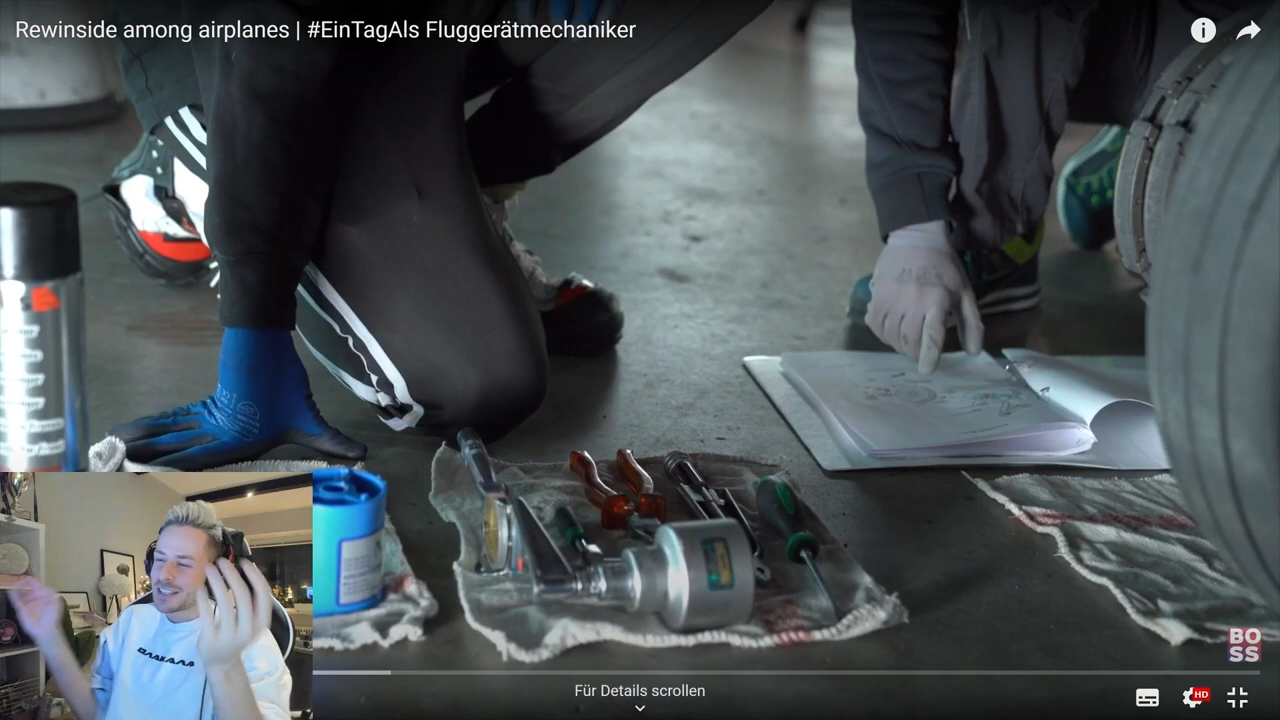 Rewinside among airplanes | #EinTagAls Fluggerätmechaniker
BO
SS
Für Details scrollen
HD